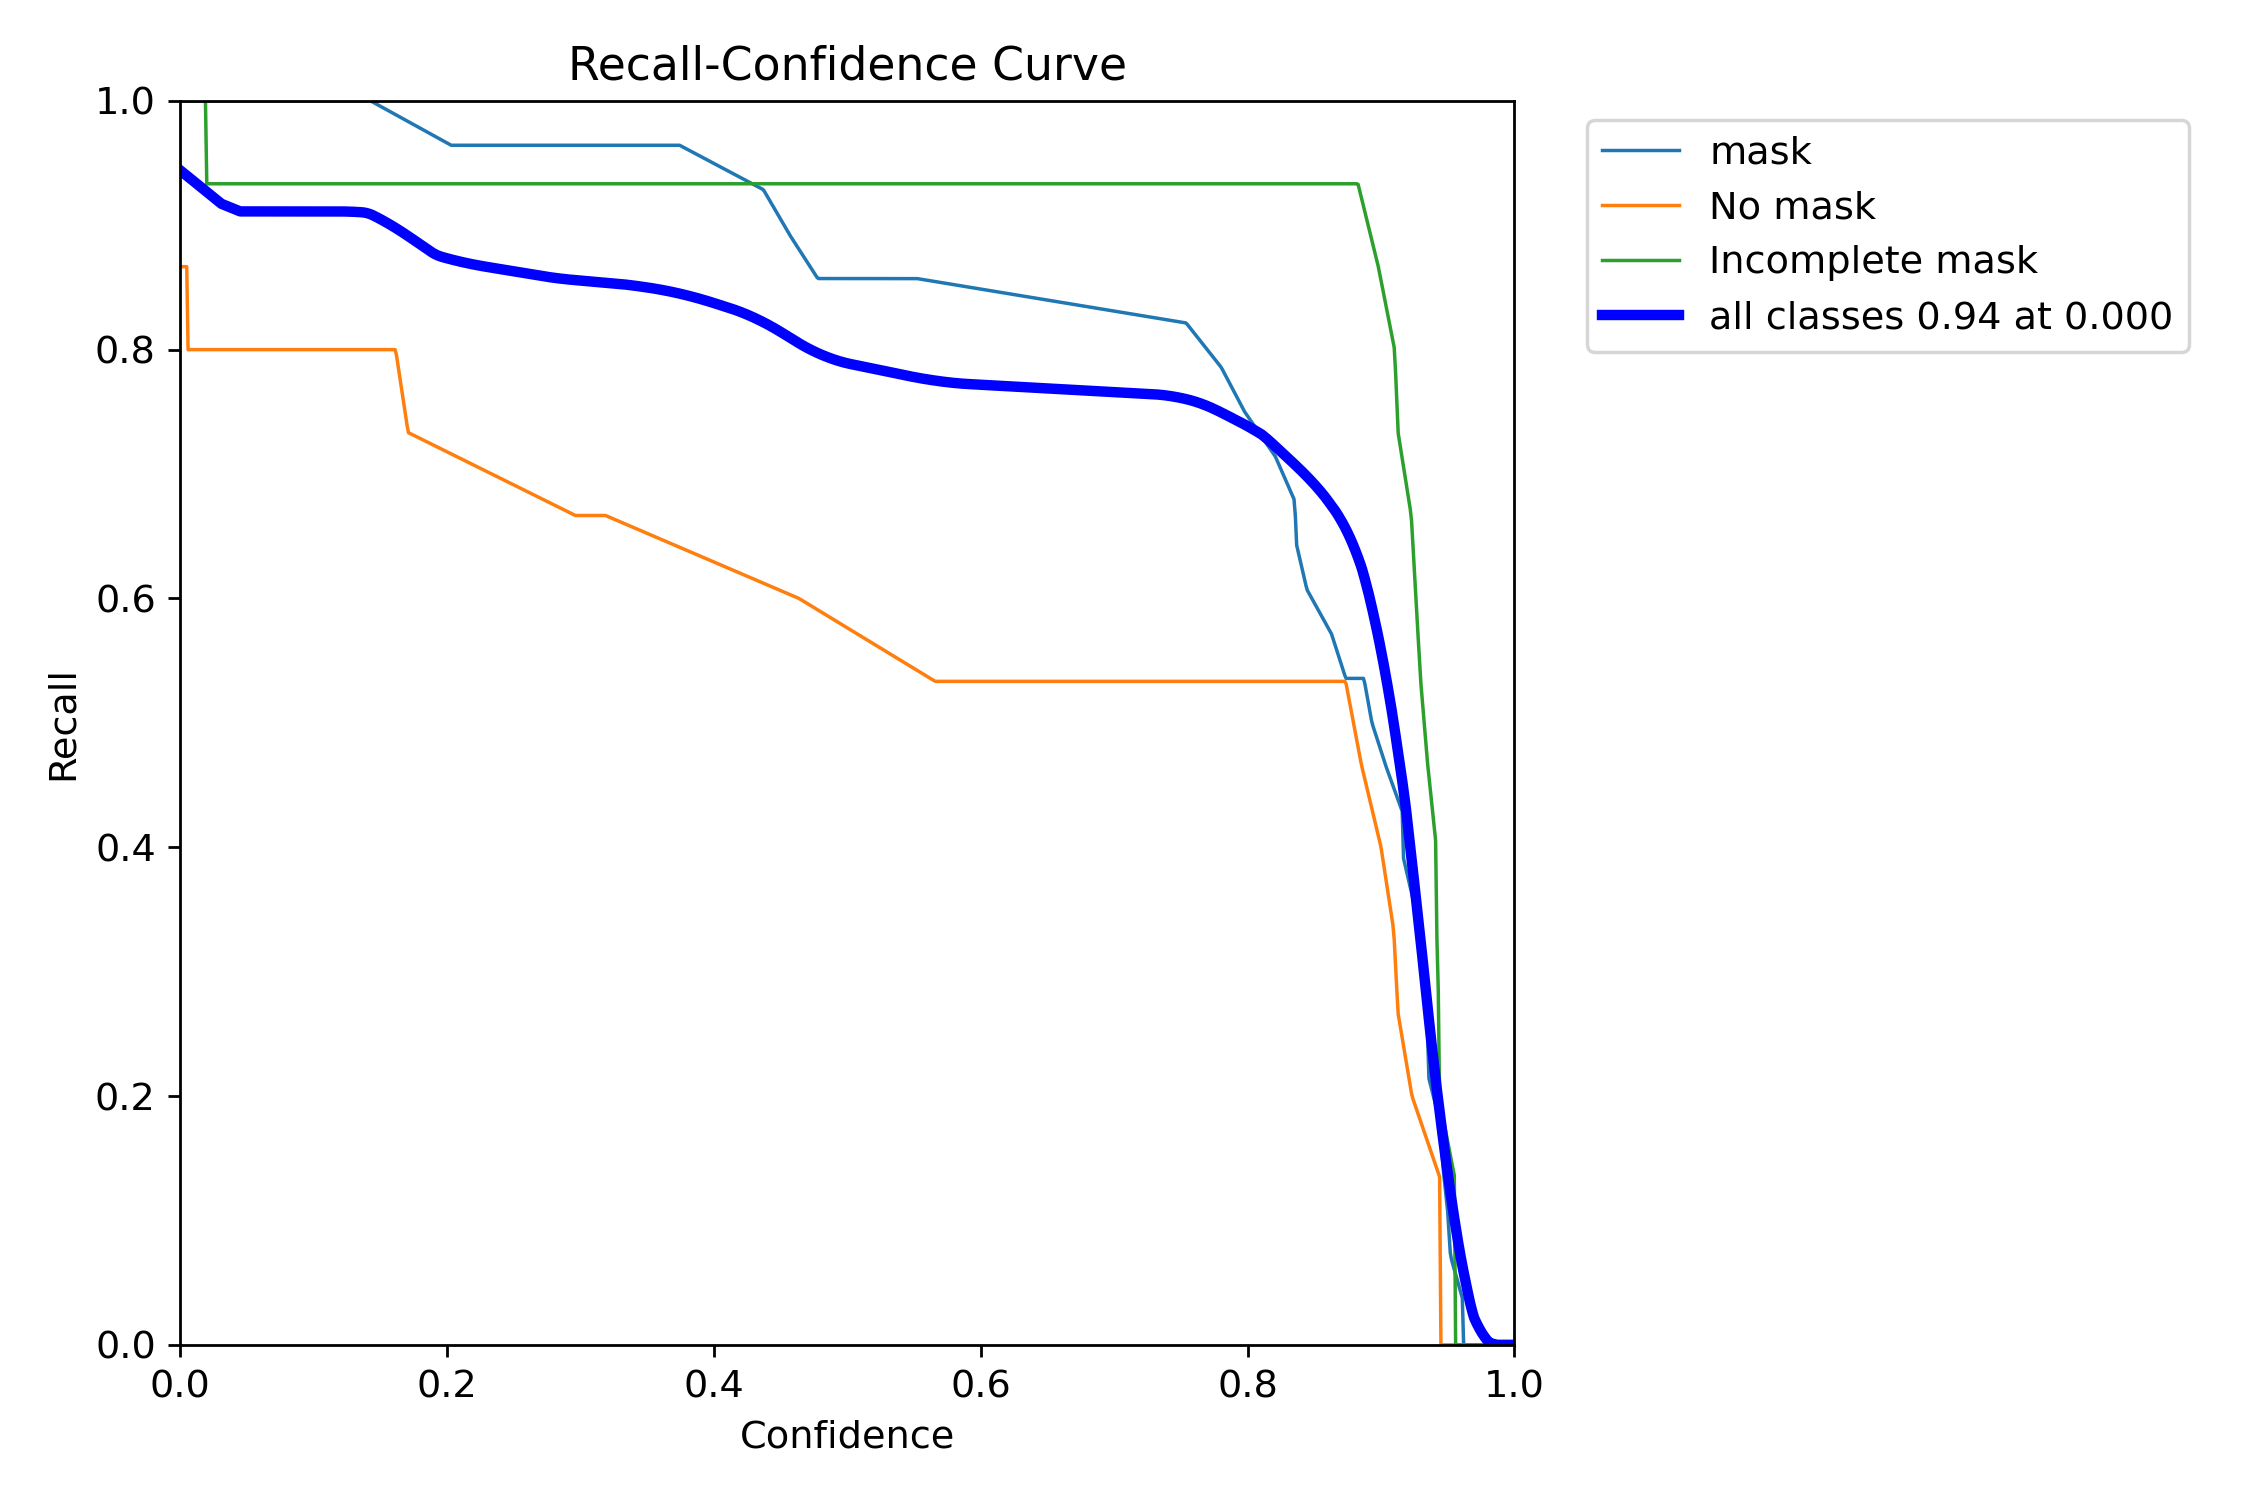 Recall-Confidence Curve
1.0
0.8
0.6
0.4
0.2
0.0
Recall
0.0 0.2 0.4 0.6 0.8 1.0
Confidence
mask
No mask
Incomplete mask
all classes 0.94 at 0.000